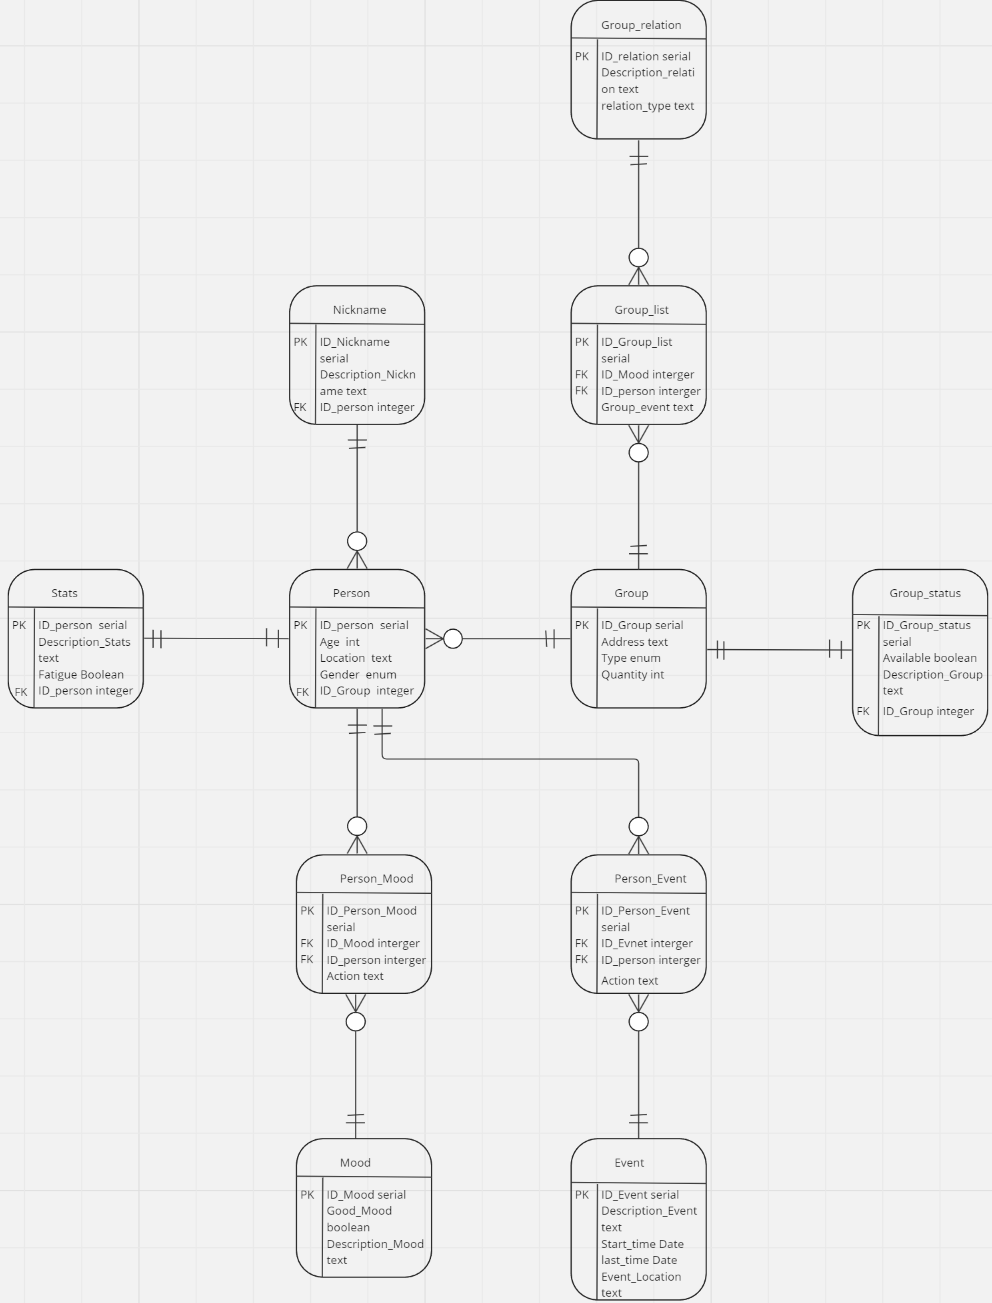 Group_relation
PK ID_relation serial
Description_relati
on text
relation_type text
Nickname
PK ID_Nickname
serial
Description_Nickn
ame text
FK ID_person integer
Group_list
PK ID_Group_list
serial
FK ID_Mood interger
FK ID_person interger
Group_event text
Stats
PK ID_person serial
Description_Stats
text
Fatigue Boolean
FK ID_person integer
Person
PK ID_person serial
Age int
Location text
Gender enum
FK ID_Group integer
Group
PK ID_Group serial
Address text
Type enum
Quantity int
Group_status
PK ID_Group_status
serial
Available boolean
Description_Group
text
FK ID_Group integer
Person_Mood
PK ID_Person_Mood
serial
FK ID_Mood interger
FK ID_person interger
Action text
Person_Event
PK ID_Person_Event
serial
FK ID_Evnet interger
FK ID_person interger
Action text
Mood
PK ID_Mood serial
Good_Mood
boolean
Description_Mood
text
Event
PK ID_Event serial
Description_Event
text
Start_time Date
last_time Date
Event_Location
text